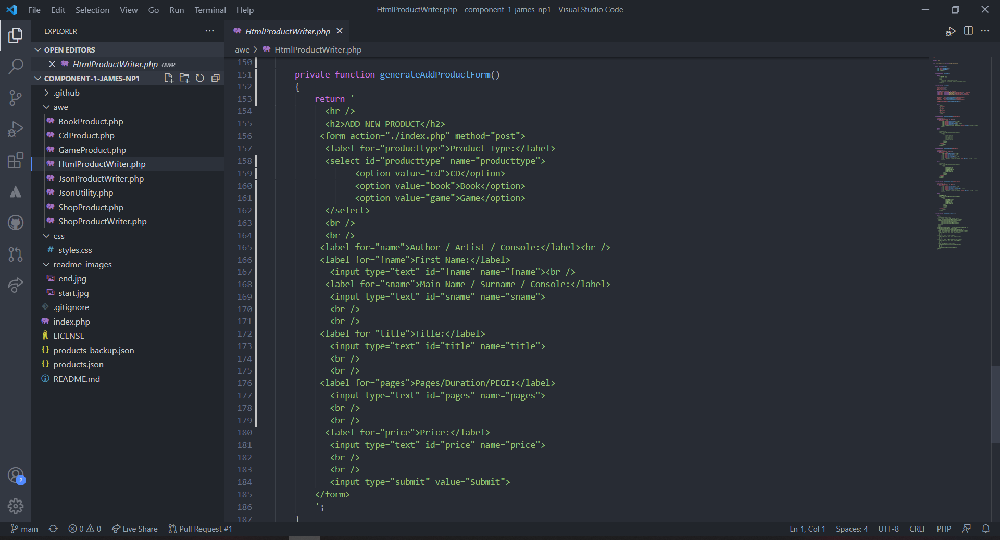 File Edit Selection View Go Run Terminal Help
HtmlProductWriter.php - component-1-james-np1 - Visual Studio Code
EXPLORER
OPEN EDITORS
HtmlProductWriter.php awe
COMPONENT-1-JAMES-NP1
.github
awe
BookProduct.php
CdProduct.php
GameProduct.php
HtmlProductWriter.php
JsonProductWriter.php
JsonUtility.php
ShopProduct.php
ShopProductWriter.php
css
styles.css
readme_images
end.jpg
start.jpg
.gitignore
index.php
LICENSE
products-backup.json
products.json
README.md
2
HtmlProductWriter.php
awe > HtmlProductWriter.php
150
151 private function generateAddProductForm()
152 {
153 return '
154 <hr />
155 <h2>ADD NEW PRODUCT</h2>
156 <form action="./index.php" method="post">
157 <label for="producttype">Product Type:</label>
158 <select id="producttype" name="producttype">
159 <option value="cd">CD</option>
160 <option value="book">Book</option>
161 <option value="game">Game</option>
162 </select>
163 <br />
164 <br />
165 <label for="name">Author / Artist / Console:</label><br />
166 <label for="fname">First Name:</label>
167 <input type="text" id="fname" name="fname"><br />
168 <label for="sname">Main Name / Surname / Console:</label>
169 <input type="text" id="sname" name="sname">
170 <br />
171 <br />
172 <label for="title">Title:</label>
173 <input type="text" id="title" name="title">
174 <br />
175 <br />
176 <label for="pages">Pages/Duration/PEGI:</label>
177 <input type="text" id="pages" name="pages">
178 <br />
179 <br />
180 <label for="price">Price:</label>
181 <input type="text" id="price" name="price">
182 <br />
183 <br />
184 <input type="submit" value="Submit">
185 </form>
186 ';
187 }
main 0 0 Live Share Pull Request #1
Ln 1, Col 1 Spaces: 4 UTF-8 CRLF PHP